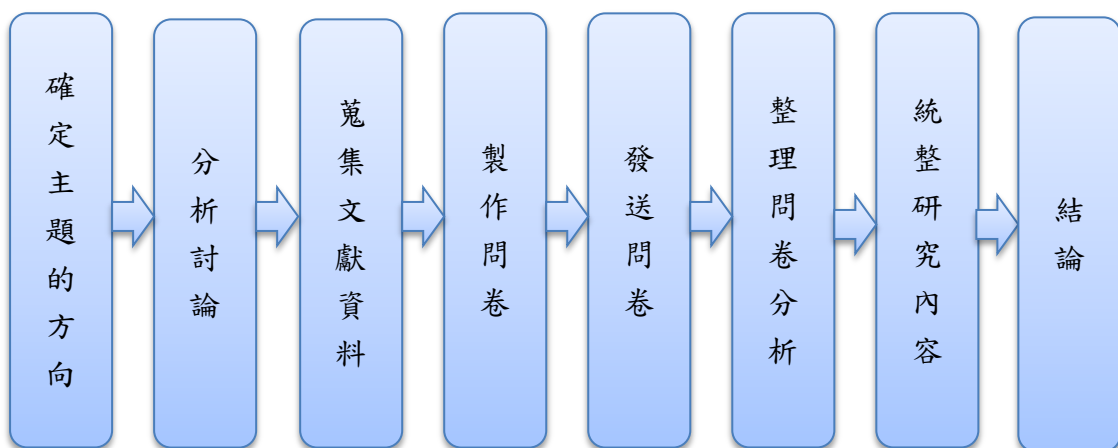 確定主題的方向
分析討論
蒐集文獻資料
製作問卷
發送問卷
整理問卷分析
統整研究內容
結論